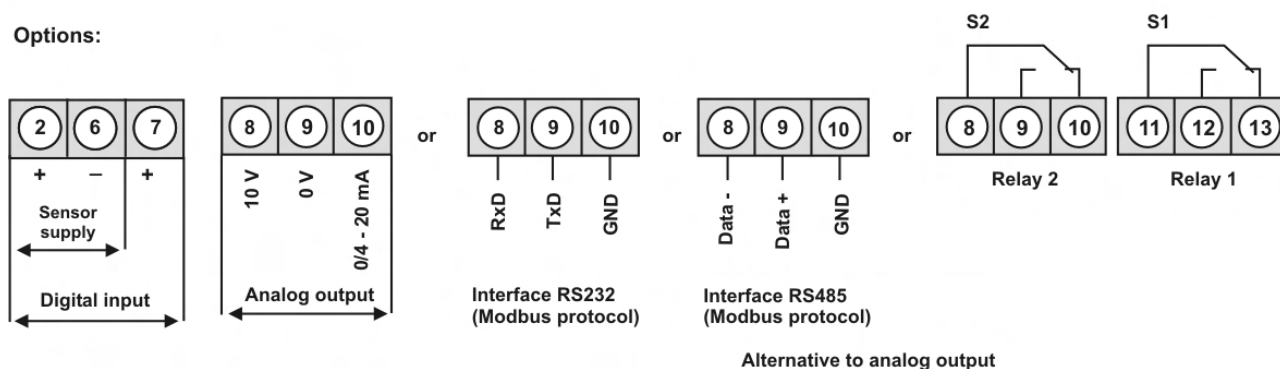 Options:
S2 S1
2 6 7
8 9 10
or
8 9 10
or
8 9 10
or
8 9 10
11 12 13
+ – +
Sensor
supply
Digital input
10 V
0 V
0/4 - 20 mA
Analog output
RxD
TxD
GND
Interface RS232
(Modbus protocol)
Data -
Data +
GND
Interface RS485
(Modbus protocol)
Relay 2
Relay 1
Alternative to analog output